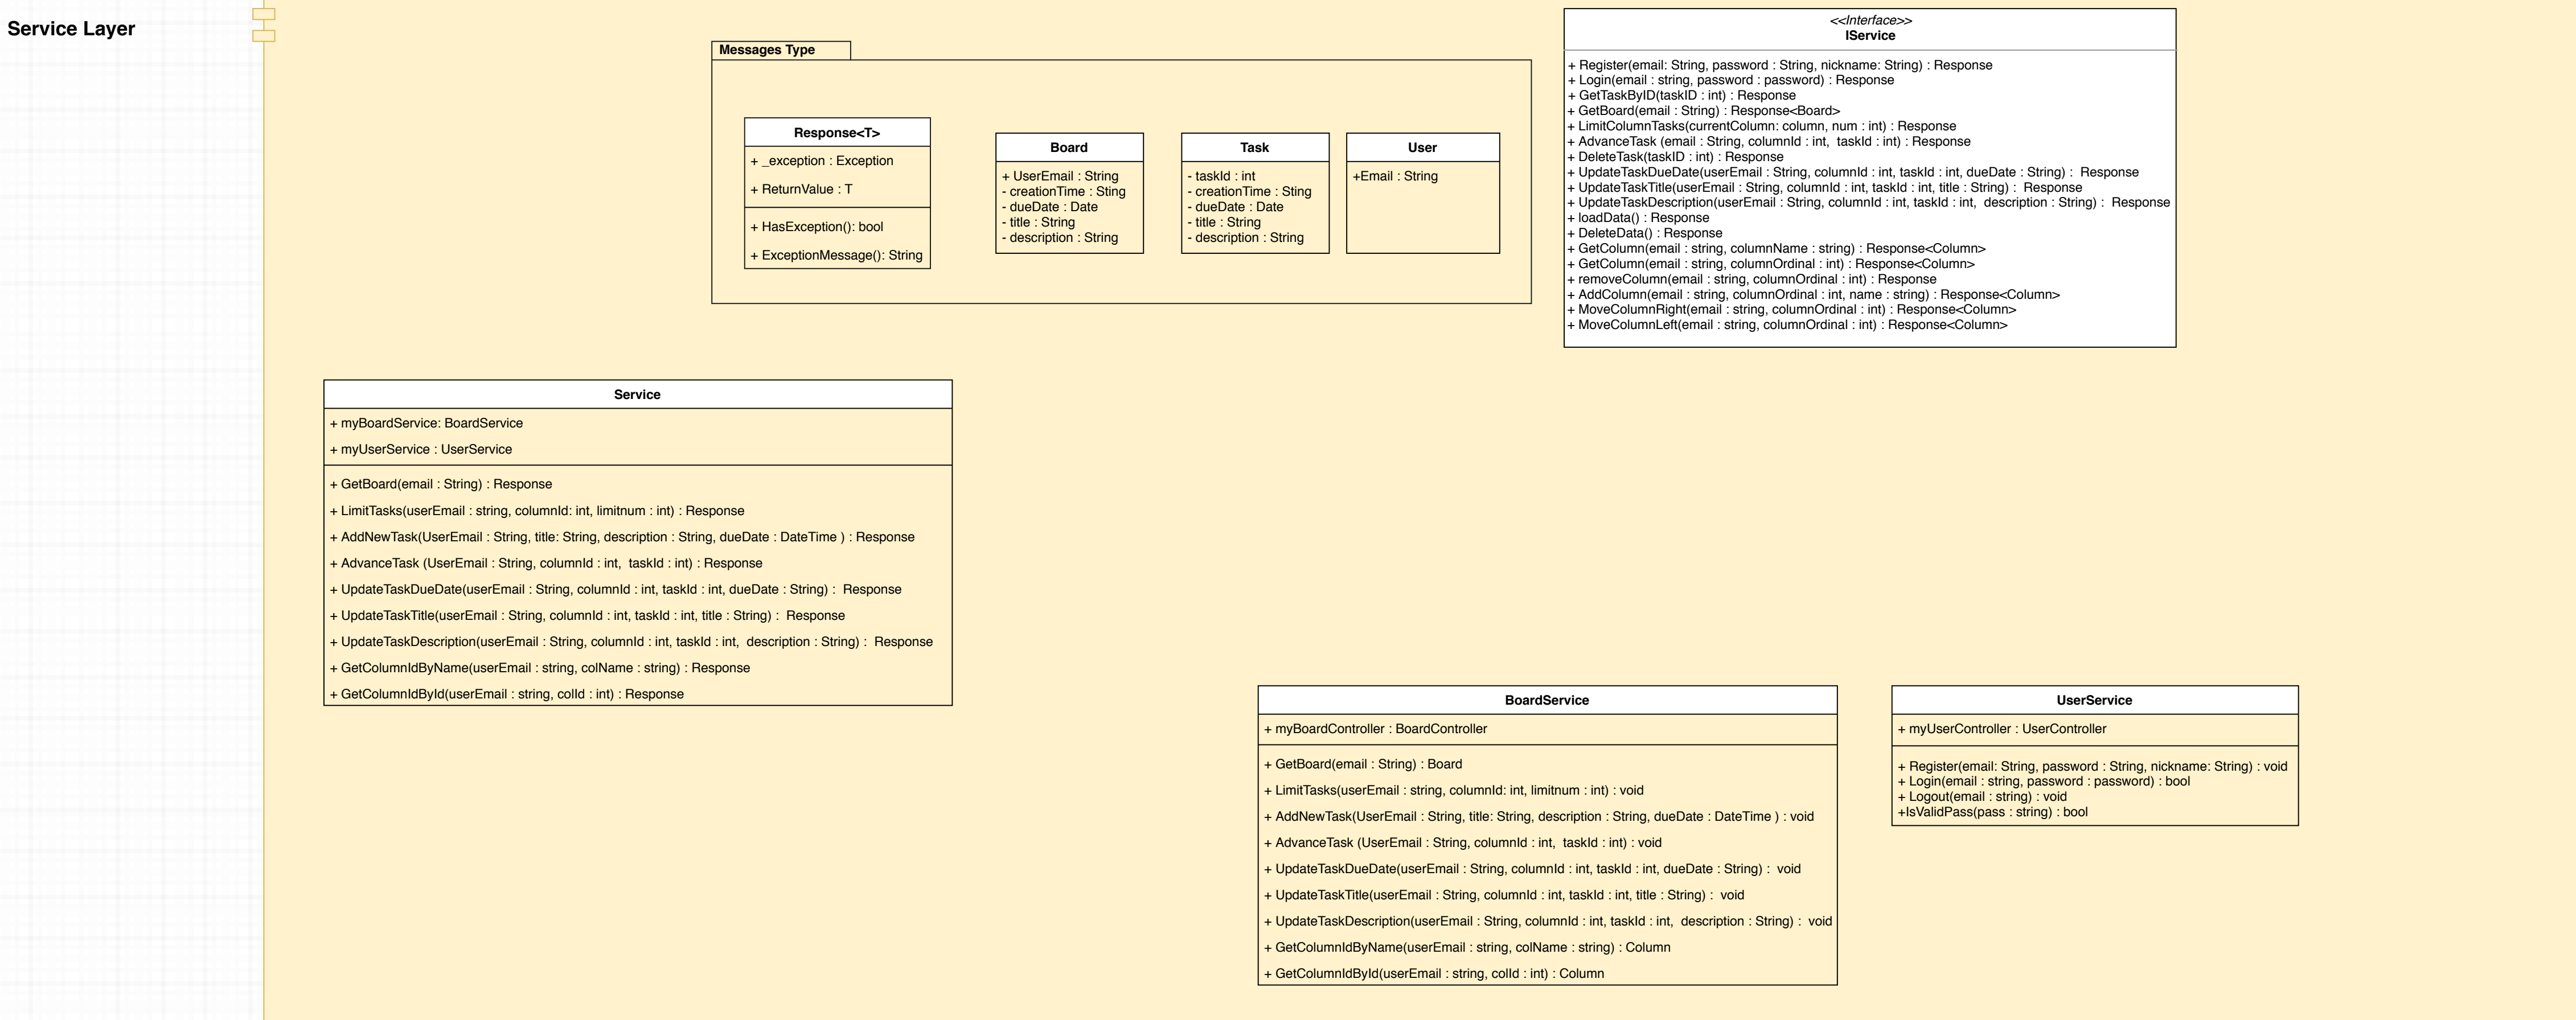 Service Layer
Messages Type
Response<T>
+ _exception : Exception
+ ReturnValue : T
+ HasException(): bool
+ ExceptionMessage(): String
Board
+ UserEmail : String
- creationTime : Sting
- dueDate : Date
- title : String
- description : String
Task
- taskId : int
- creationTime : Sting
- dueDate : Date
- title : String
- description : String
User
+Email : String
<<Interface>>
IService
+ Register(email: String, password : String, nickname: String) : Response
+ Login(email : string, password : password) : Response
+ GetTaskByID(taskID : int) : Response
+ GetBoard(email : String) : Response<Board>
+ LimitColumnTasks(currentColumn: column, num : int) : Response
+ AdvanceTask (email : String, columnId : int,  taskId : int) : Response
+ DeleteTask(taskID : int) : Response
+ UpdateTaskDueDate(userEmail : String, columnId : int, taskId : int, dueDate : String) :  Response
+ UpdateTaskTitle(userEmail : String, columnId : int, taskId : int, title : String) :  Response
+ UpdateTaskDescription(userEmail : String, columnId : int, taskId : int,  description : String) :  Response
+ loadData() : Response
+ DeleteData() : Response
+ GetColumn(email : string, columnName : string) : Response<Column>
+ GetColumn(email : string, columnOrdinal : int) : Response<Column>
+ removeColumn(email : string, columnOrdinal : int) : Response
+ AddColumn(email : string, columnOrdinal : int, name : string) : Response<Column>
+ MoveColumnRight(email : string, columnOrdinal : int) : Response<Column>
+ MoveColumnLeft(email : string, columnOrdinal : int) : Response<Column>
Service
+ myBoardService: BoardService
+ myUserService : UserService
+ GetBoard(email : String) : Response
+ LimitTasks(userEmail : string, columnId: int, limitnum : int) : Response
+ AddNewTask(UserEmail : String, title: String, description : String, dueDate : DateTime ) : Response
+ AdvanceTask (UserEmail : String, columnId : int,  taskId : int) : Response
+ UpdateTaskDueDate(userEmail : String, columnId : int, taskId : int, dueDate : String) :  Response
+ UpdateTaskTitle(userEmail : String, columnId : int, taskId : int, title : String) :  Response
+ UpdateTaskDescription(userEmail : String, columnId : int, taskId : int,  description : String) :  Response
+ GetColumnIdByName(userEmail : string, colName : string) : Response
+ GetColumnIdById(userEmail : string, colId : int) : Response
BoardService
+ myBoardController : BoardController
+ GetBoard(email : String) : Board
+ LimitTasks(userEmail : string, columnId: int, limitnum : int) : void
+ AddNewTask(UserEmail : String, title: String, description : String, dueDate : DateTime ) : void
+ AdvanceTask (UserEmail : String, columnId : int,  taskId : int) : void
+ UpdateTaskDueDate(userEmail : String, columnId : int, taskId : int, dueDate : String) :  void
+ UpdateTaskTitle(userEmail : String, columnId : int, taskId : int, title : String) :  void
+ UpdateTaskDescription(userEmail : String, columnId : int, taskId : int,  description : String) :  void
+ GetColumnIdByName(userEmail : string, colName : string) : Column
+ GetColumnIdById(userEmail : string, colId : int) : Column
UserService
+ myUserController : UserController
+ Register(email: String, password : String, nickname: String) : void
+ Login(email : string, password : password) : bool
+ Logout(email : string) : void
+IsValidPass(pass : string) : bool